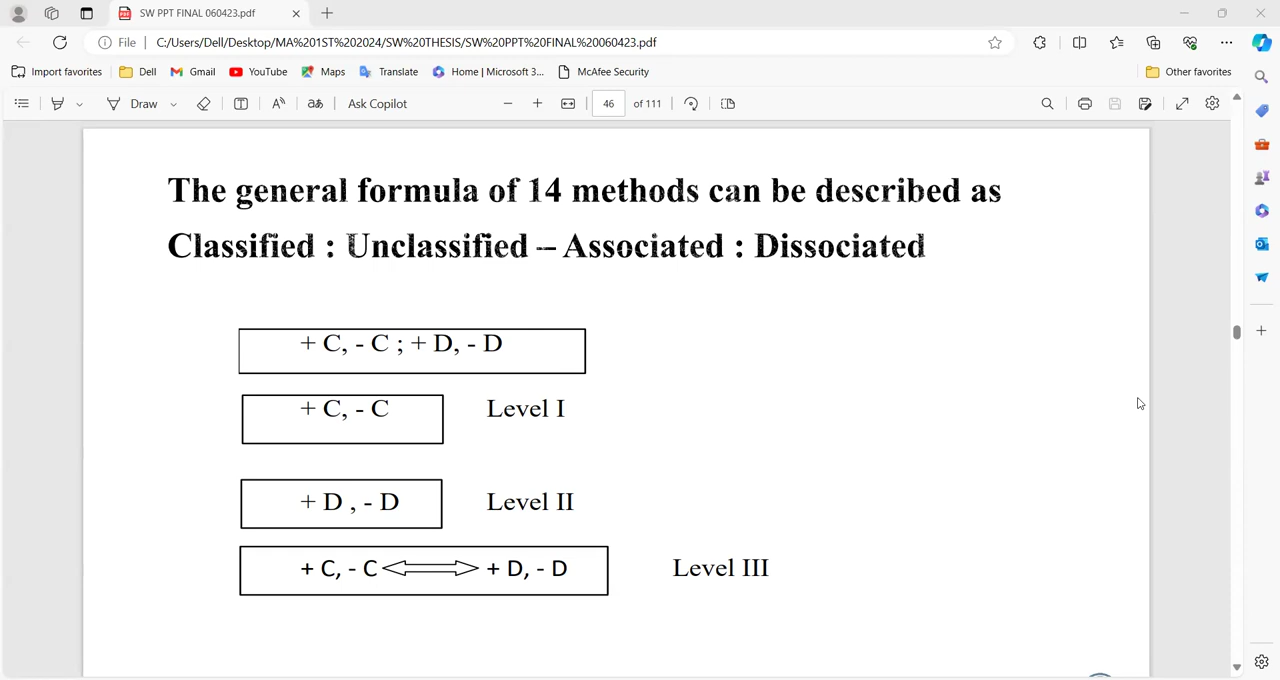 SW PPT FINAL 060423.pdf
File C:/Users/Dell/Desktop/MA%201ST%202024/SW%20THESIS/SW%20PPT%20FINAL%20060423.pdf
Import favorites Dell Gmail YouTube Maps Translate Home | Microsoft 3... McAfee Security Other favorites
Draw aあ Ask Copilot 46 of 111
The general formula of 14 methods can be described as
Classified : Unclassified – Associated : Dissociated
+ C, - C ; + D, - D
+ C, - C Level I
+ D , - D Level II
+ C, - C + D, - D Level III